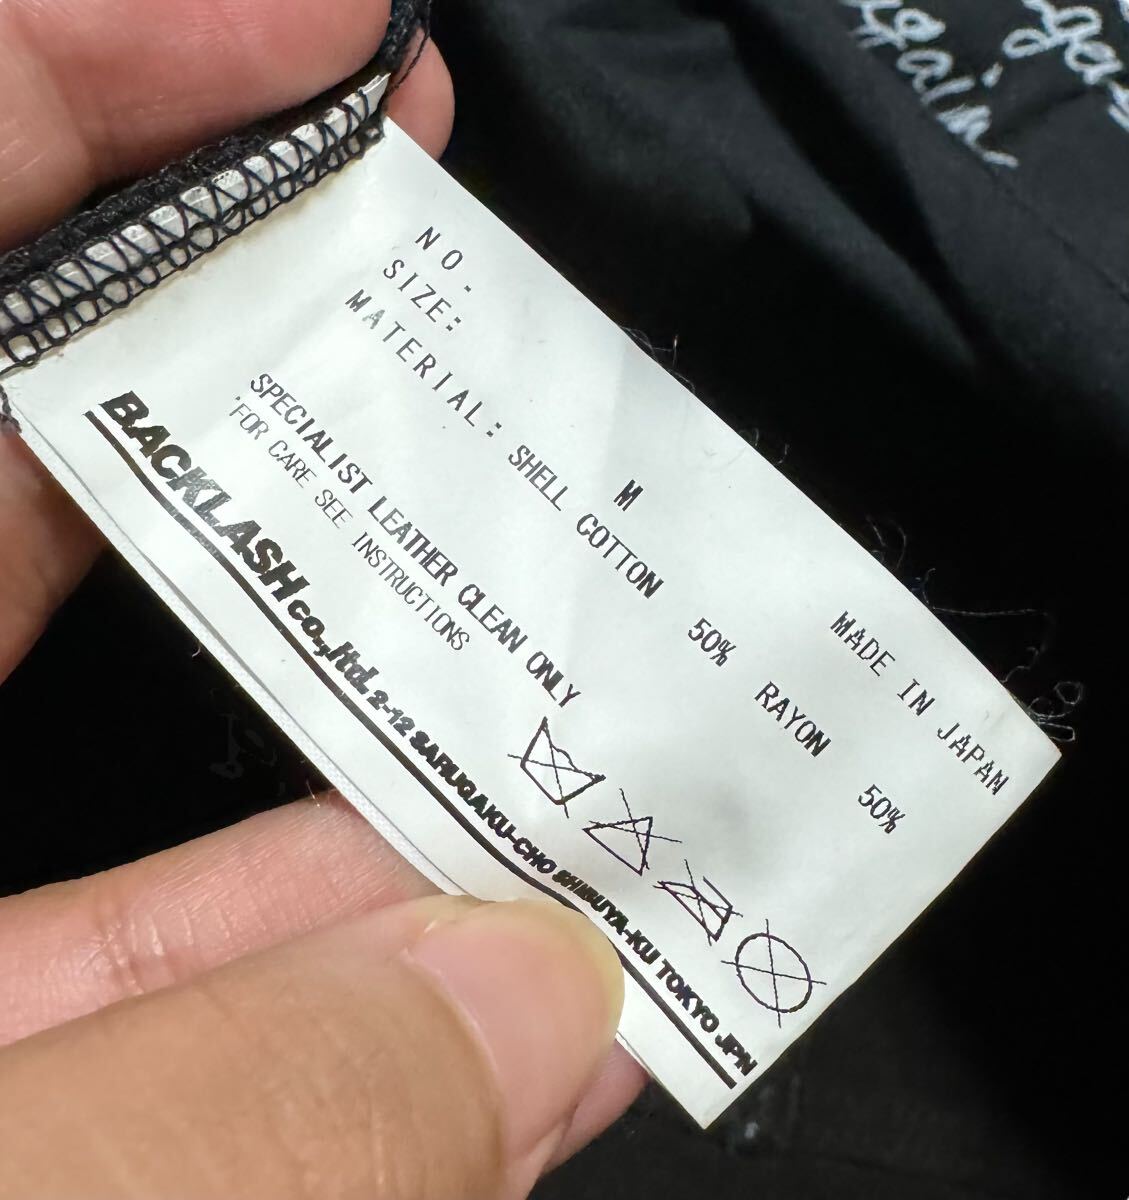 again
NO.
SIZE: M
MATERIAL: SHELL COTTON 50% RAYON 50%
MADE IN JAPAN
SPECIALIST LEATHER CLEAN ONLY
'FOR CARE SEE INSTRUCTIONS
BACKLASH co.,ltd. 2-12 SARUGAKU-CHO SHIBUYA-KU TOKYO JPN